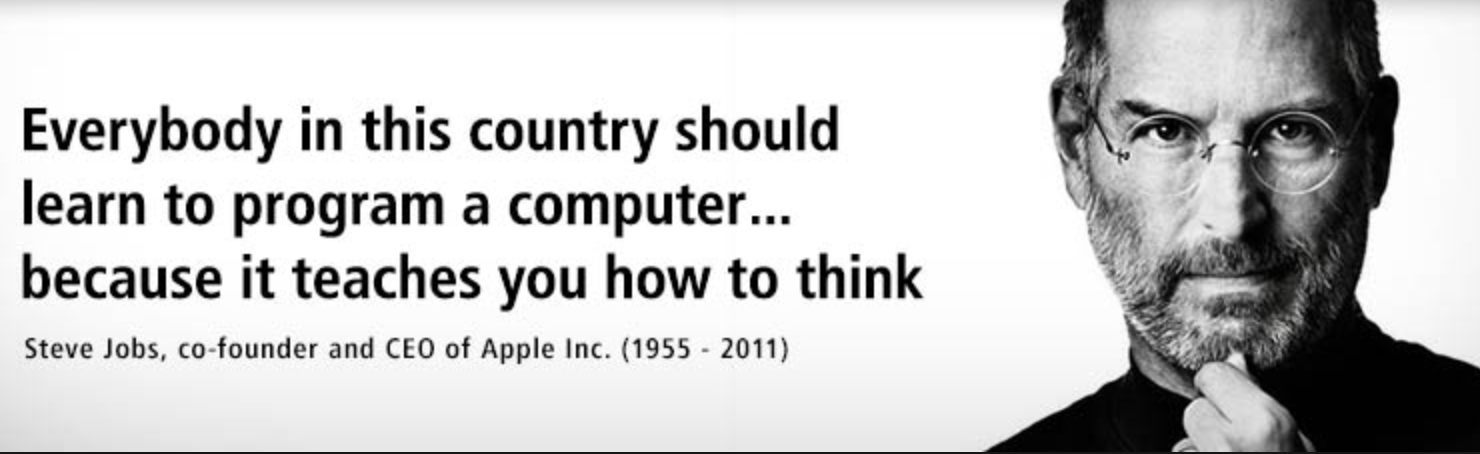 Everybody in this country should
learn to program a computer...
because it teaches you how to think
Steve Jobs, co-founder and CEO of Apple Inc. (1955 - 2011)